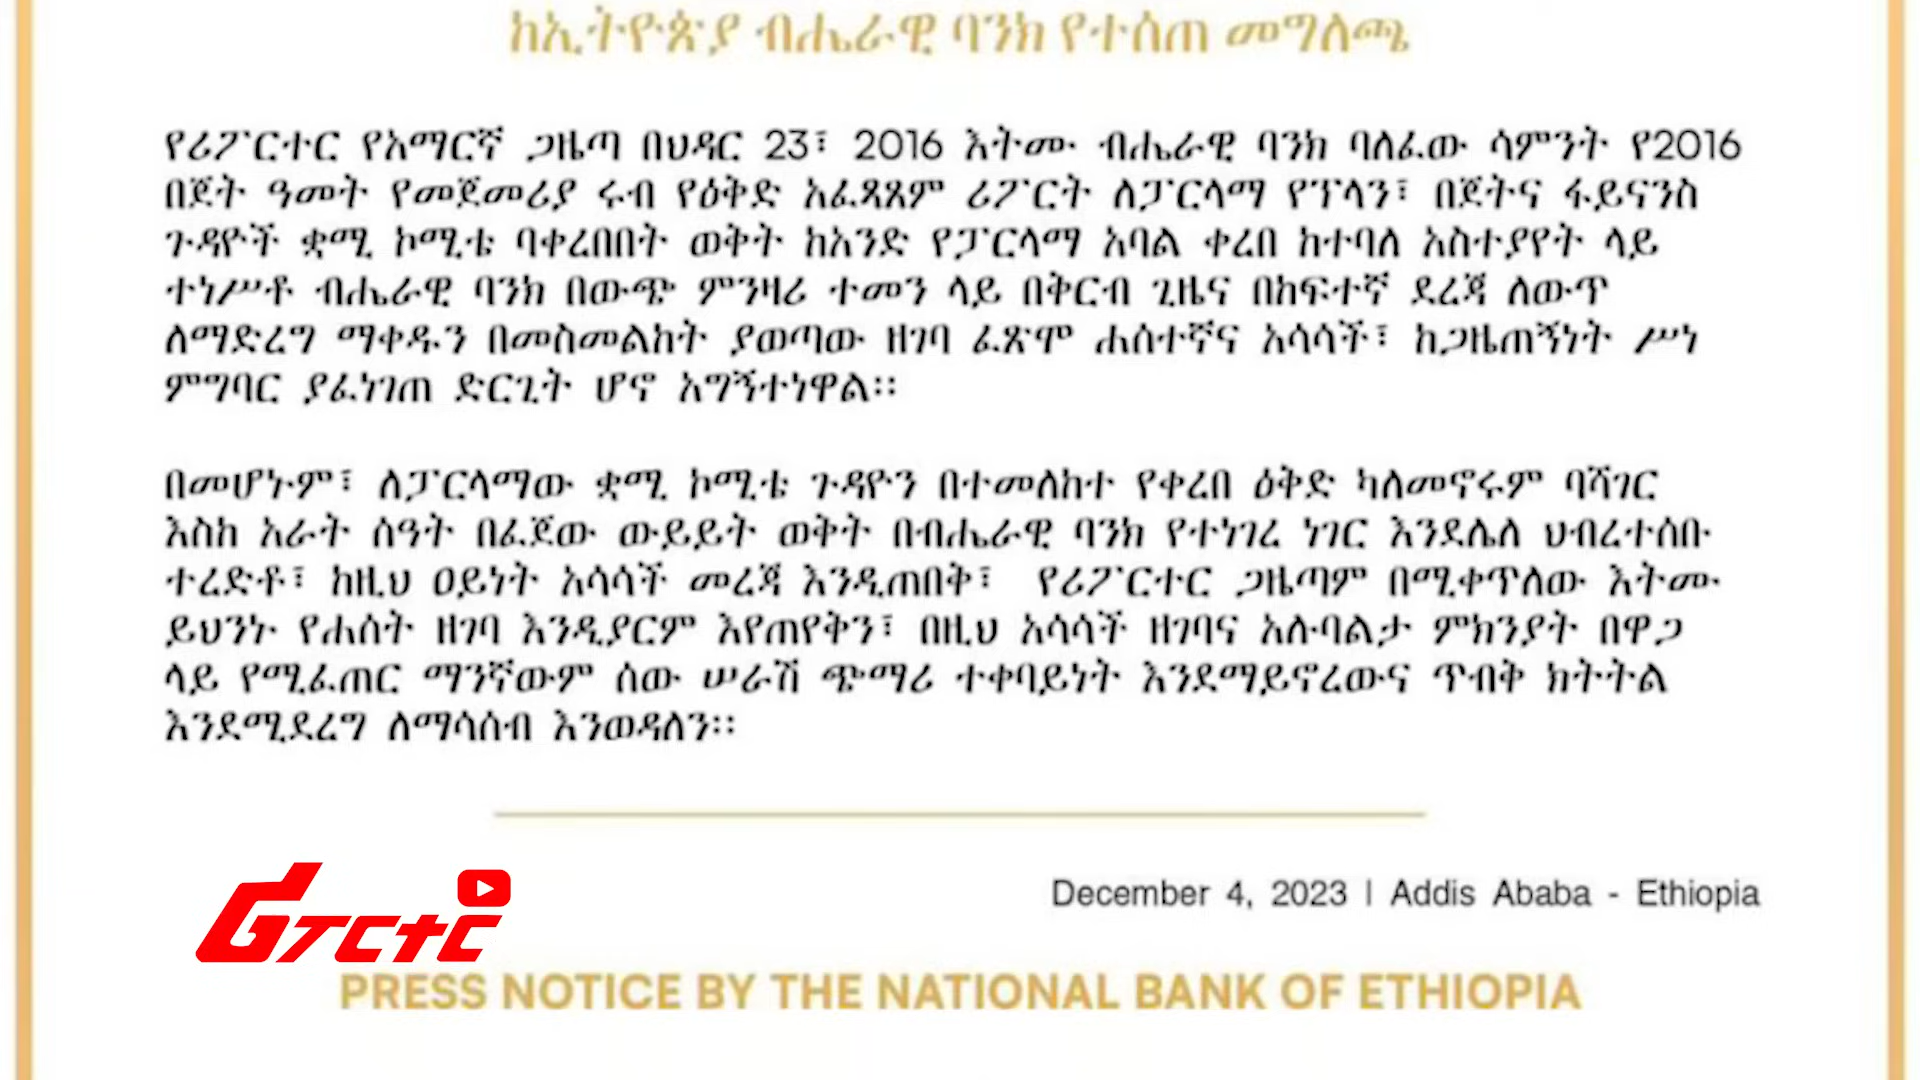 ከኢትዮጵያ ብሔራዊ ባንክ የተሰጠ መግለጫ
የሪፖርተር የአማርኛ ጋዜጣ በህዳር 23፣ 2016 እትሙ ብሔራዊ ባንክ ባለፈው ሳምንት የ2016
በጀት ዓመት የመጀመሪያ ሩብ የዕቅድ አፈጻጸም ሪፖርት ለፓርላማ የፕላን፣ በጀትና ፋይናንስ
ጉዳዮች ቋሚ ኮሚቴ ባቀረበበት ወቅት ከአንድ የፓርላማ አባል ቀረበ ከተባለ አስተያየት ላይ
ተነሥቶ ብሔራዊ ባንክ በውጭ ምንዛሪ ተመን ላይ በቅርብ ጊዜና በከፍተኛ ደረጃ ለውጥ
ለማድረግ ማቀዱን በመስመልከት ያወጣው ዘገባ ፈጽሞ ሐሰተኛና አሳሳች፣ ከጋዜጠኝነት ሥነ
ምግባር ያፈነገጠ ድርጊት ሆኖ አግኝተነዋል፡፡
በመሆኑም፣ ለፓርላማው ቋሚ ኮሚቴ ጉዳዮን በተመለከተ የቀረበ ዕቅድ ካለመኖሩም ባሻገር
እስከ አራት ሰዓት በፈጀው ውይይት ወቅት በብሔራዊ ባንክ የተነገረ ነገር እንደሌለ ህብረተሰቡ
ተረድቶ፣ ከዚህ ዐይነት አሳሳች መረጃ እንዲጠበቅ፣ የሪፖርተር ጋዜጣም በሚቀጥለው እትሙ
ይህንኑ የሐሰት ዘገባ እንዲያርም እየጠየቅን፣ በዚህ አሳሳች ዘገባና አሉባልታ ምክንያት በዋጋ
ላይ የሚፈጠር ማንኛውም ሰው ሠራሽ ጭማሪ ተቀባይነት እንደማይኖረውና ጥብቅ ክትትል
እንደሚደረግ ለማሳሰብ እንወዳለን፡፡
December 4, 2023 | Addis Ababa - Ethiopia
PRESS NOTICE BY THE NATIONAL BANK OF ETHIOPIA